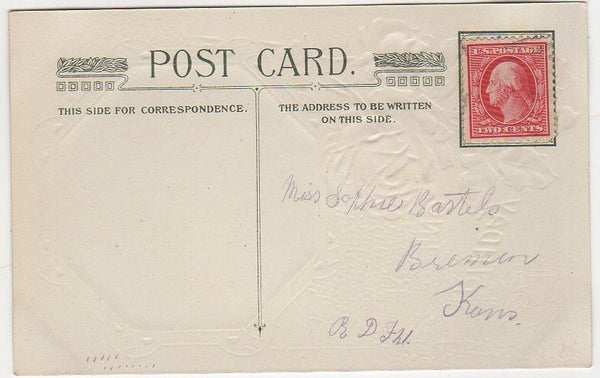 POST CARD.
THIS SIDE FOR CORRESPONDENCE.
THE ADDRESS TO BE WRITTEN
ON THIS SIDE.
U.S. POSTAGE
TWO CENTS
Miss Sophie Bartels
Bremen
Kans.
R D